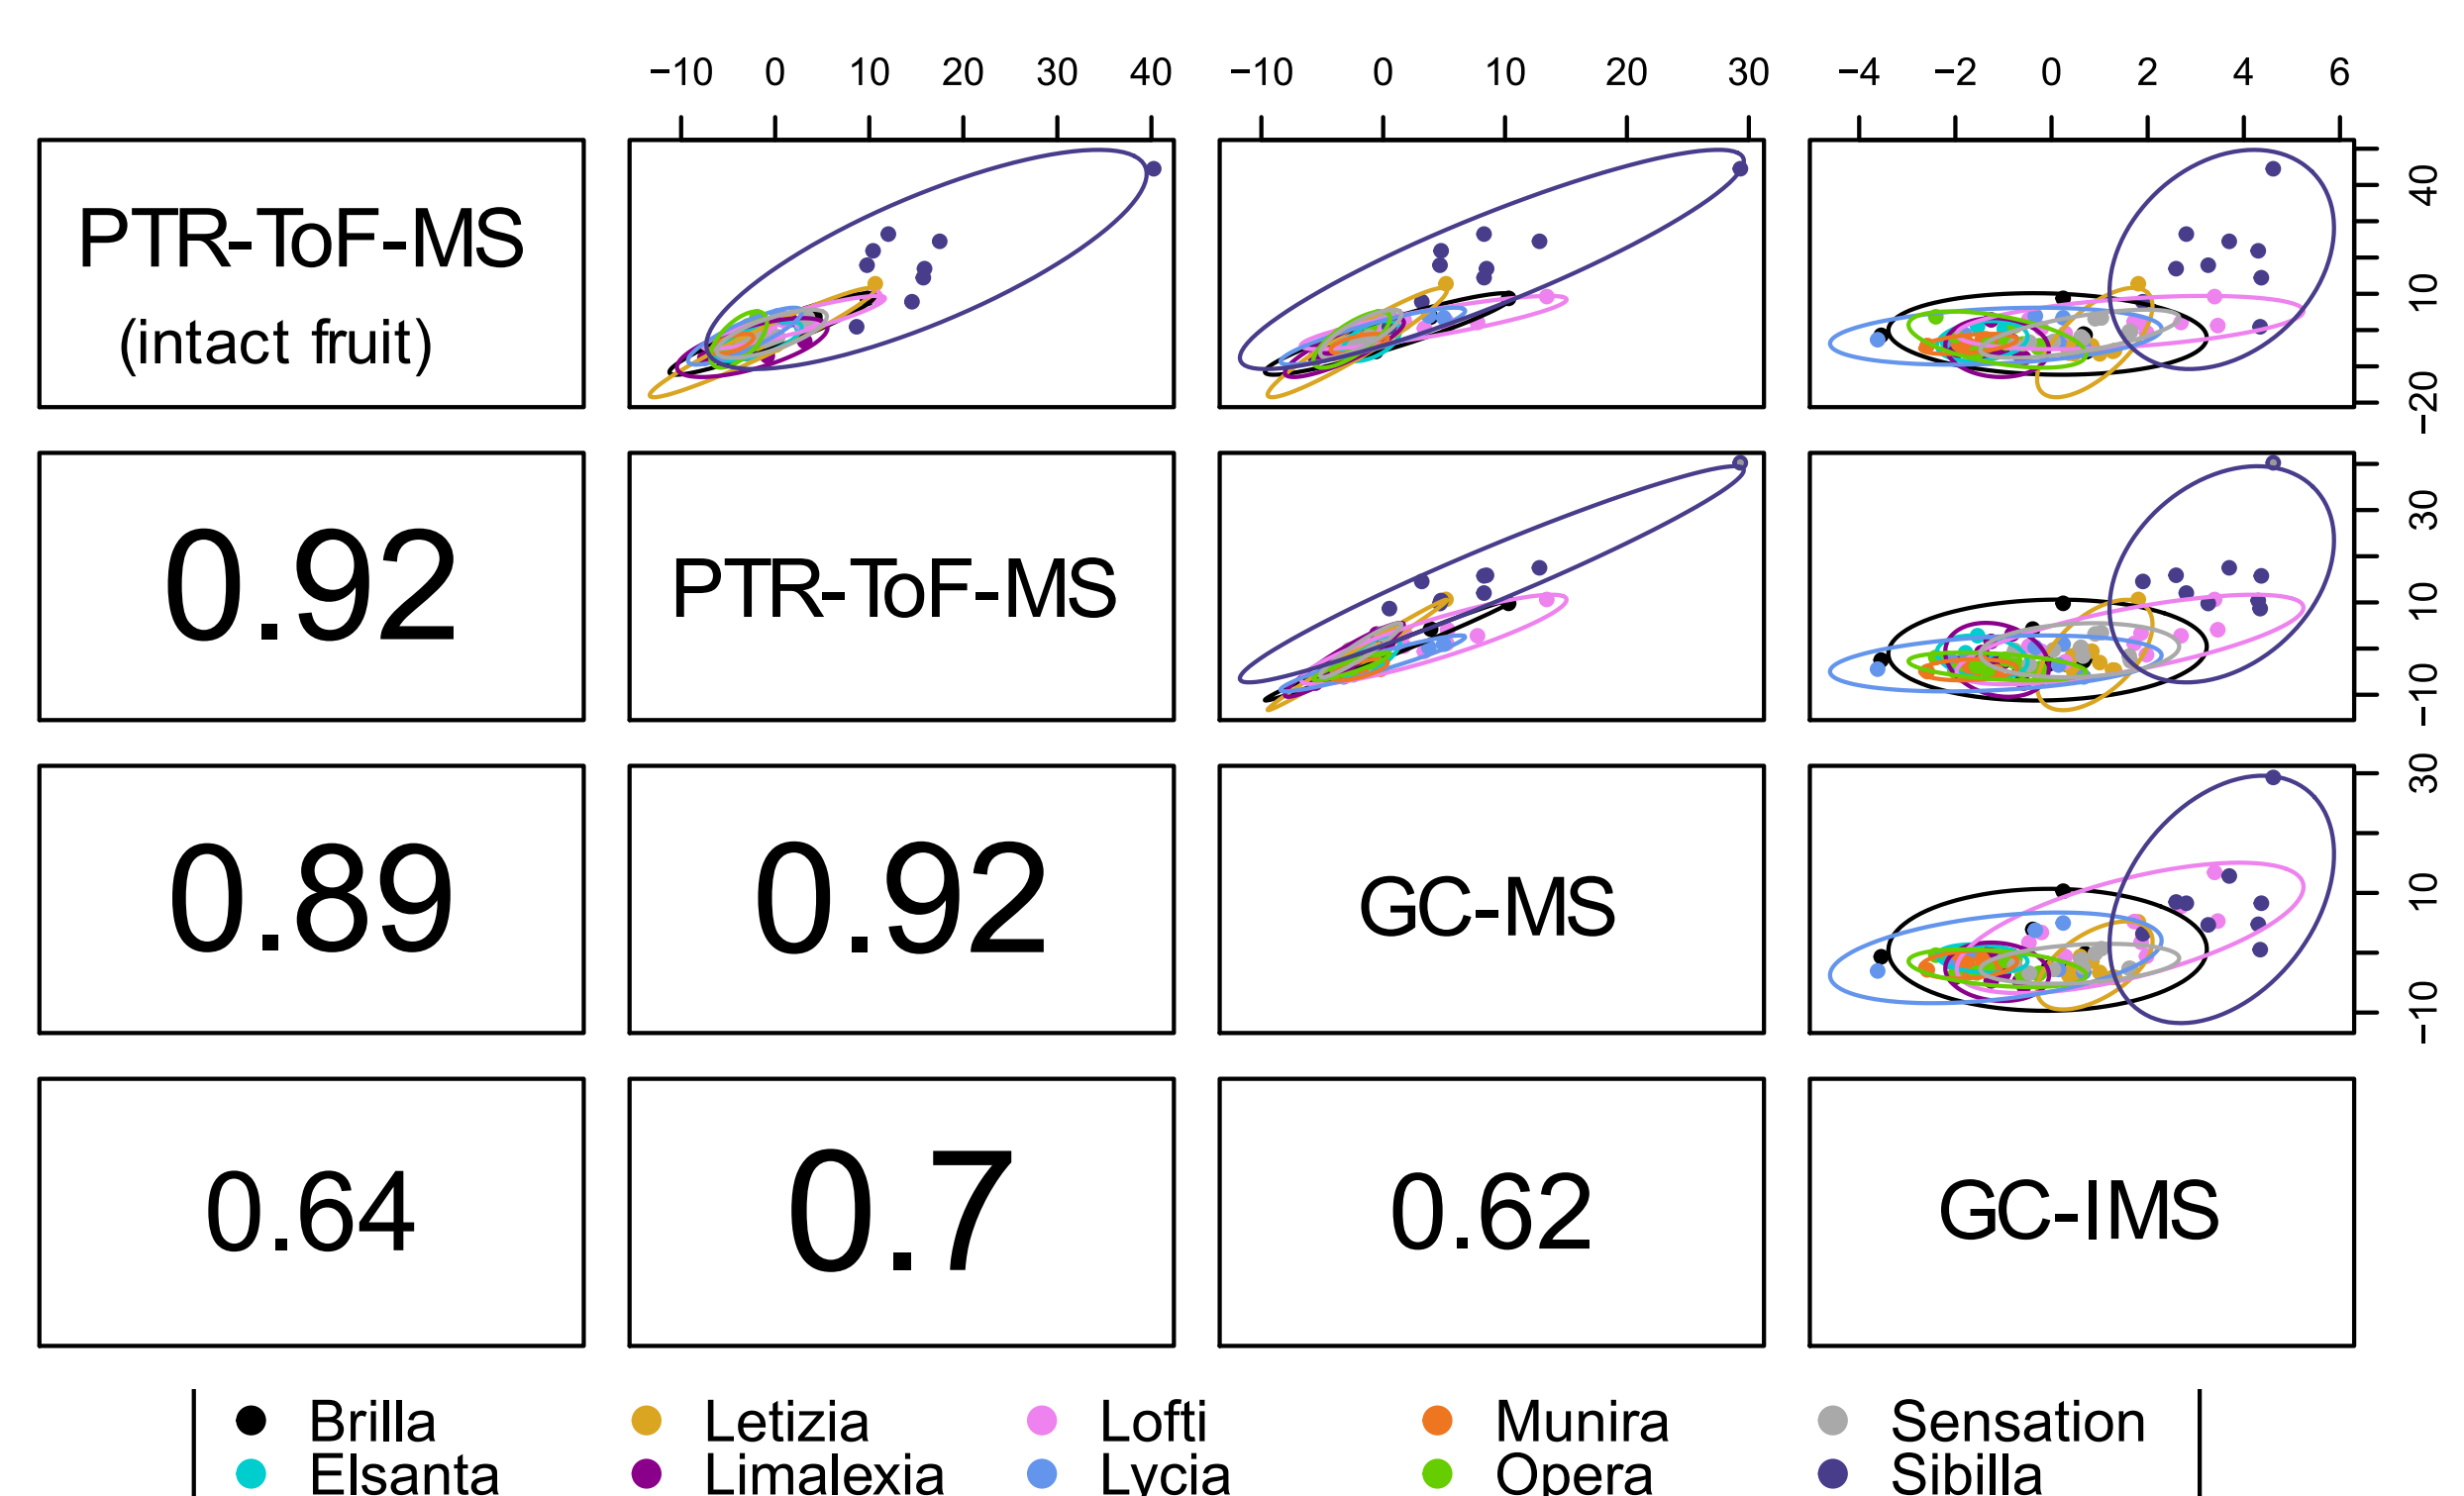 −10 0 10 20 30 40 −10 0 10 20 30 −4 −2 0 2 4 6
PTR-ToF-MS
(intact fruit)
−20 10 40
0.92
PTR-ToF-MS
−10 10 30
0.89
0.92
GC-MS
−10 10 30
0.64
0.7
0.62
GC-IMS
Brilla Letizia Lofti Munira Sensation
Elsanta Limalexia Lycia Opera Sibilla